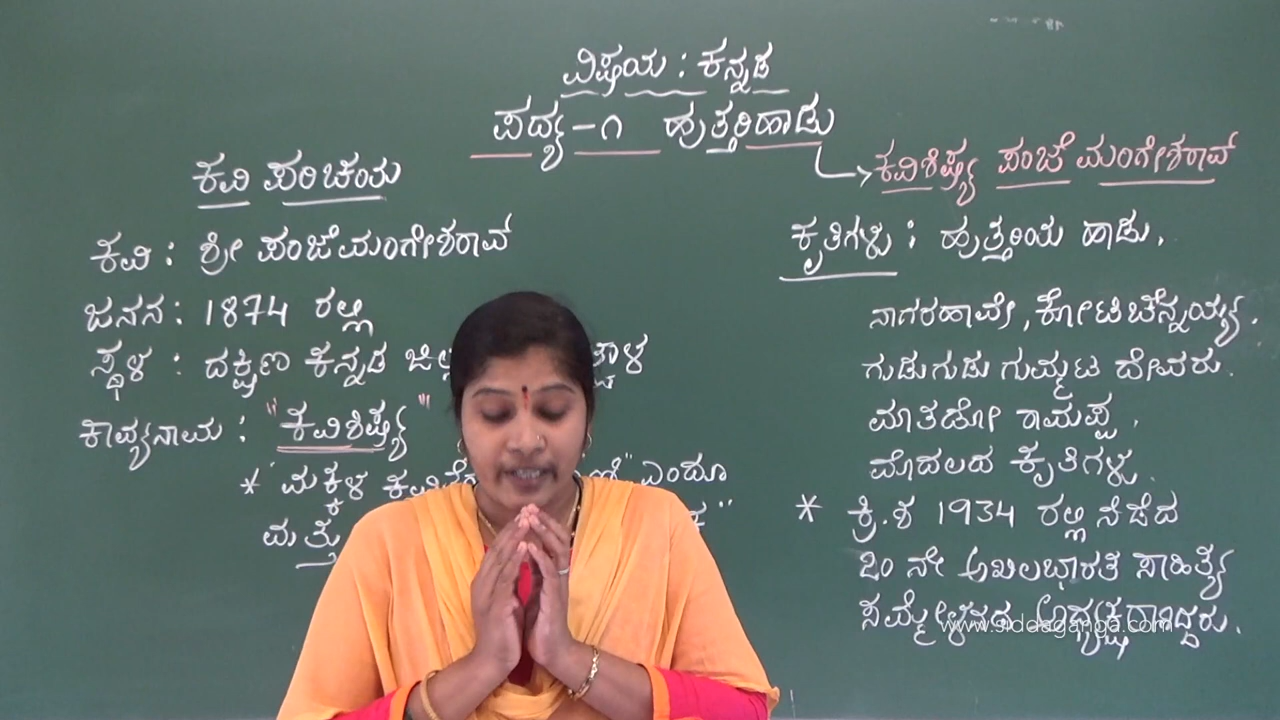 ವಿಷಯ : ಕನ್ನಡ
ಪದ್ಯ - ೧ ಹುತ್ತರಿಹಾಡು
ಕವಿಶಿಷ್ಯ ಪಂಜೆ ಮಂಗೇಶರಾವ್
ಕವಿ ಪರಿಚಯ
ಕವಿ : ಶ್ರೀ ಪಂಜೆಮಂಗೇಶರಾವ್
ಜನನ : 1874 ರಲ್ಲಿ
ಸ್ಥಳ : ದಕ್ಷಿಣ ಕನ್ನಡ
ಕಾವ್ಯನಾಮ : "ಕವಿಶಿಷ್ಯ"
* ಮಕ್ಕಳ ಎಂದೂ
ಮತ್ತು
ಕೃತಿಗಳು : ಹುತ್ತರಿಯ ಹಾಡು.
ನಾಗರಹಾವೇ, ಕೋಟಿಚೆನ್ನಯ್ಯ.
ಗುಡುಗುಡು ಗುಮ್ಮಟ ದೇವರು.
ಮಾತಡೋ ರಾಮಪ್ಪ.
ಮೊದಲಾದ ಕೃತಿಗಳು.
* ಕ್ರಿ.ಶ 1934 ರಲ್ಲಿ ನೆಡೆದ
೨೦ ನೇ ಅಖಿಲಭಾರತ ಸಾಹಿತ್ಯ
ಸಮ್ಮೇಳನದ ಅಧ್ಯಕ್ಷರಾಗಿದ್ದರು.
www.siddaganga.com